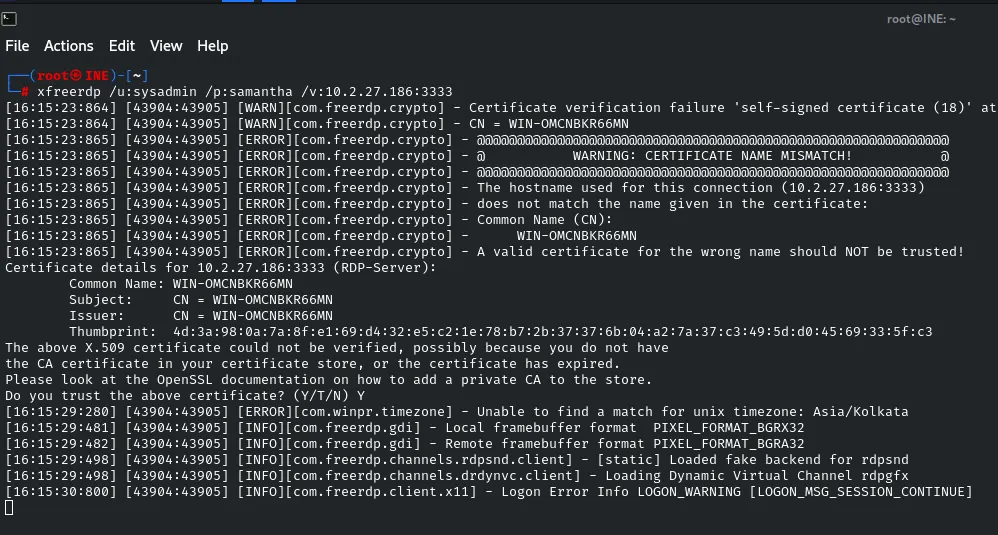 root@INE: ~
File Actions Edit View Help
┌──(root㉿INE)-[~]
└─# xfreerdp /u:sysadmin /p:samantha /v:10.2.27.186:3333
[16:15:23:864] [43904:43905] [WARN][com.freerdp.crypto] - Certificate verification failure 'self-signed certificate (18)' at
[16:15:23:864] [43904:43905] [WARN][com.freerdp.crypto] - CN = WIN-OMCNBKR66MN
[16:15:23:865] [43904:43905] [ERROR][com.freerdp.crypto] - @@@@@@@@@@@@@@@@@@@@@@@@@@@@@@@@@@@@@@@@@@@@@@@@@@@@@@@@@@@
[16:15:23:865] [43904:43905] [ERROR][com.freerdp.crypto] - @           WARNING: CERTIFICATE NAME MISMATCH!           @
[16:15:23:865] [43904:43905] [ERROR][com.freerdp.crypto] - @@@@@@@@@@@@@@@@@@@@@@@@@@@@@@@@@@@@@@@@@@@@@@@@@@@@@@@@@@@
[16:15:23:865] [43904:43905] [ERROR][com.freerdp.crypto] - The hostname used for this connection (10.2.27.186:3333)
[16:15:23:865] [43904:43905] [ERROR][com.freerdp.crypto] - does not match the name given in the certificate:
[16:15:23:865] [43904:43905] [ERROR][com.freerdp.crypto] - Common Name (CN):
[16:15:23:865] [43904:43905] [ERROR][com.freerdp.crypto] -      WIN-OMCNBKR66MN
[16:15:23:865] [43904:43905] [ERROR][com.freerdp.crypto] - A valid certificate for the wrong name should NOT be trusted!
Certificate details for 10.2.27.186:3333 (RDP-Server):
        Common Name: WIN-OMCNBKR66MN
        Subject:     CN = WIN-OMCNBKR66MN
        Issuer:      CN = WIN-OMCNBKR66MN
        Thumbprint:  4d:3a:98:0a:7a:8f:e1:69:d4:32:e5:c2:1e:78:b7:2b:37:37:6b:04:a2:7a:37:c3:49:5d:d0:45:69:33:5f:c3
The above X.509 certificate could not be verified, possibly because you do not have
the CA certificate in your certificate store, or the certificate has expired.
Please look at the OpenSSL documentation on how to add a private CA to the store.
Do you trust the above certificate? (Y/T/N) Y
[16:15:29:280] [43904:43905] [ERROR][com.winpr.timezone] - Unable to find a match for unix timezone: Asia/Kolkata
[16:15:29:481] [43904:43905] [INFO][com.freerdp.gdi] - Local framebuffer format  PIXEL_FORMAT_BGRX32
[16:15:29:482] [43904:43905] [INFO][com.freerdp.gdi] - Remote framebuffer format PIXEL_FORMAT_BGRA32
[16:15:29:498] [43904:43905] [INFO][com.freerdp.channels.rdpsnd.client] - [static] Loaded fake backend for rdpsnd
[16:15:29:498] [43904:43905] [INFO][com.freerdp.channels.drdynvc.client] - Loading Dynamic Virtual Channel rdpgfx
[16:15:30:800] [43904:43905] [INFO][com.freerdp.client.x11] - Logon Error Info LOGON_WARNING [LOGON_MSG_SESSION_CONTINUE]